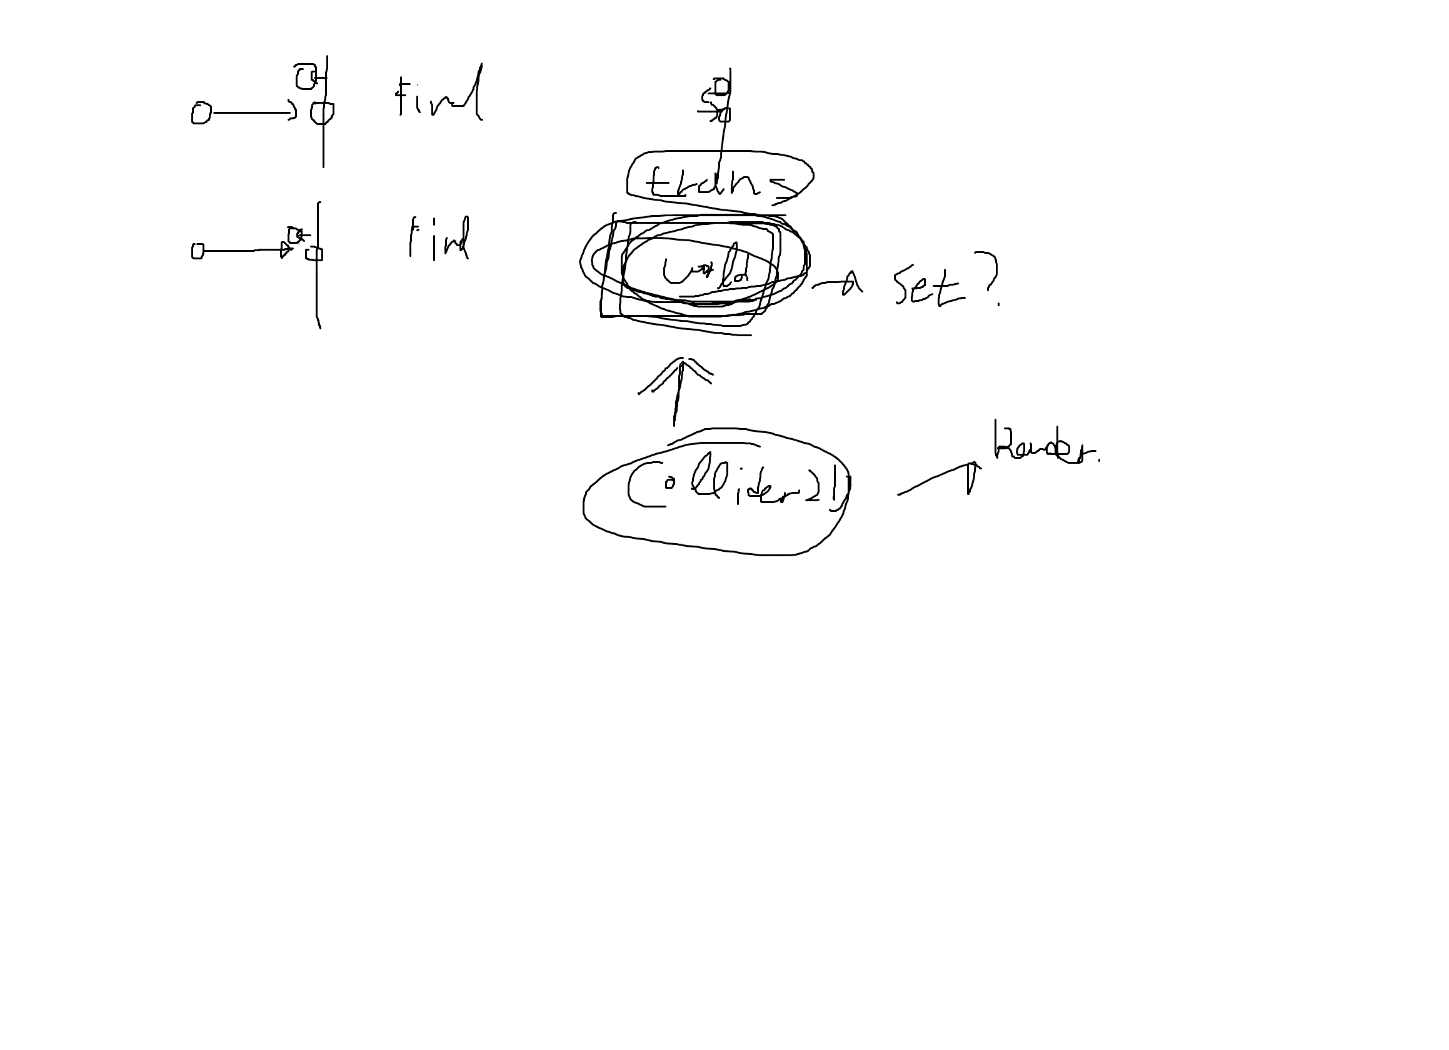 Find
trans
Find
world
Set?
Render.
Collider2D